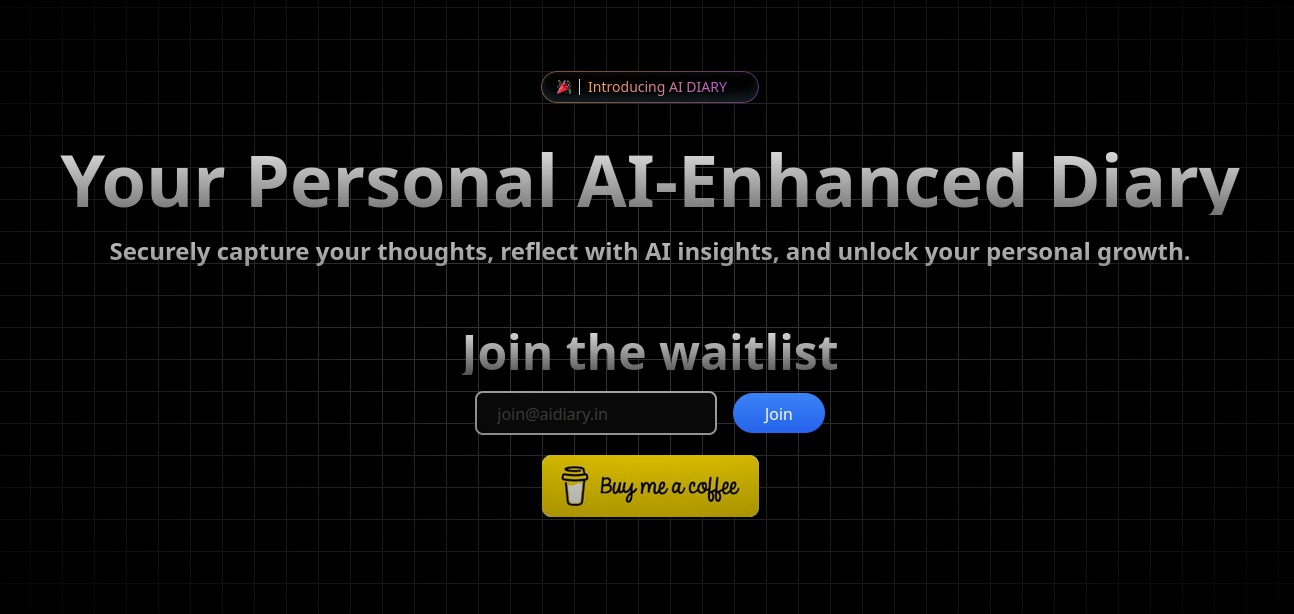 Introducing AI DIARY
Your Personal AI-Enhanced Diary
Securely capture your thoughts, reflect with AI insights, and unlock your personal growth.
Join the waitlist
join@aidiary.in
Join
Buy me a coffee